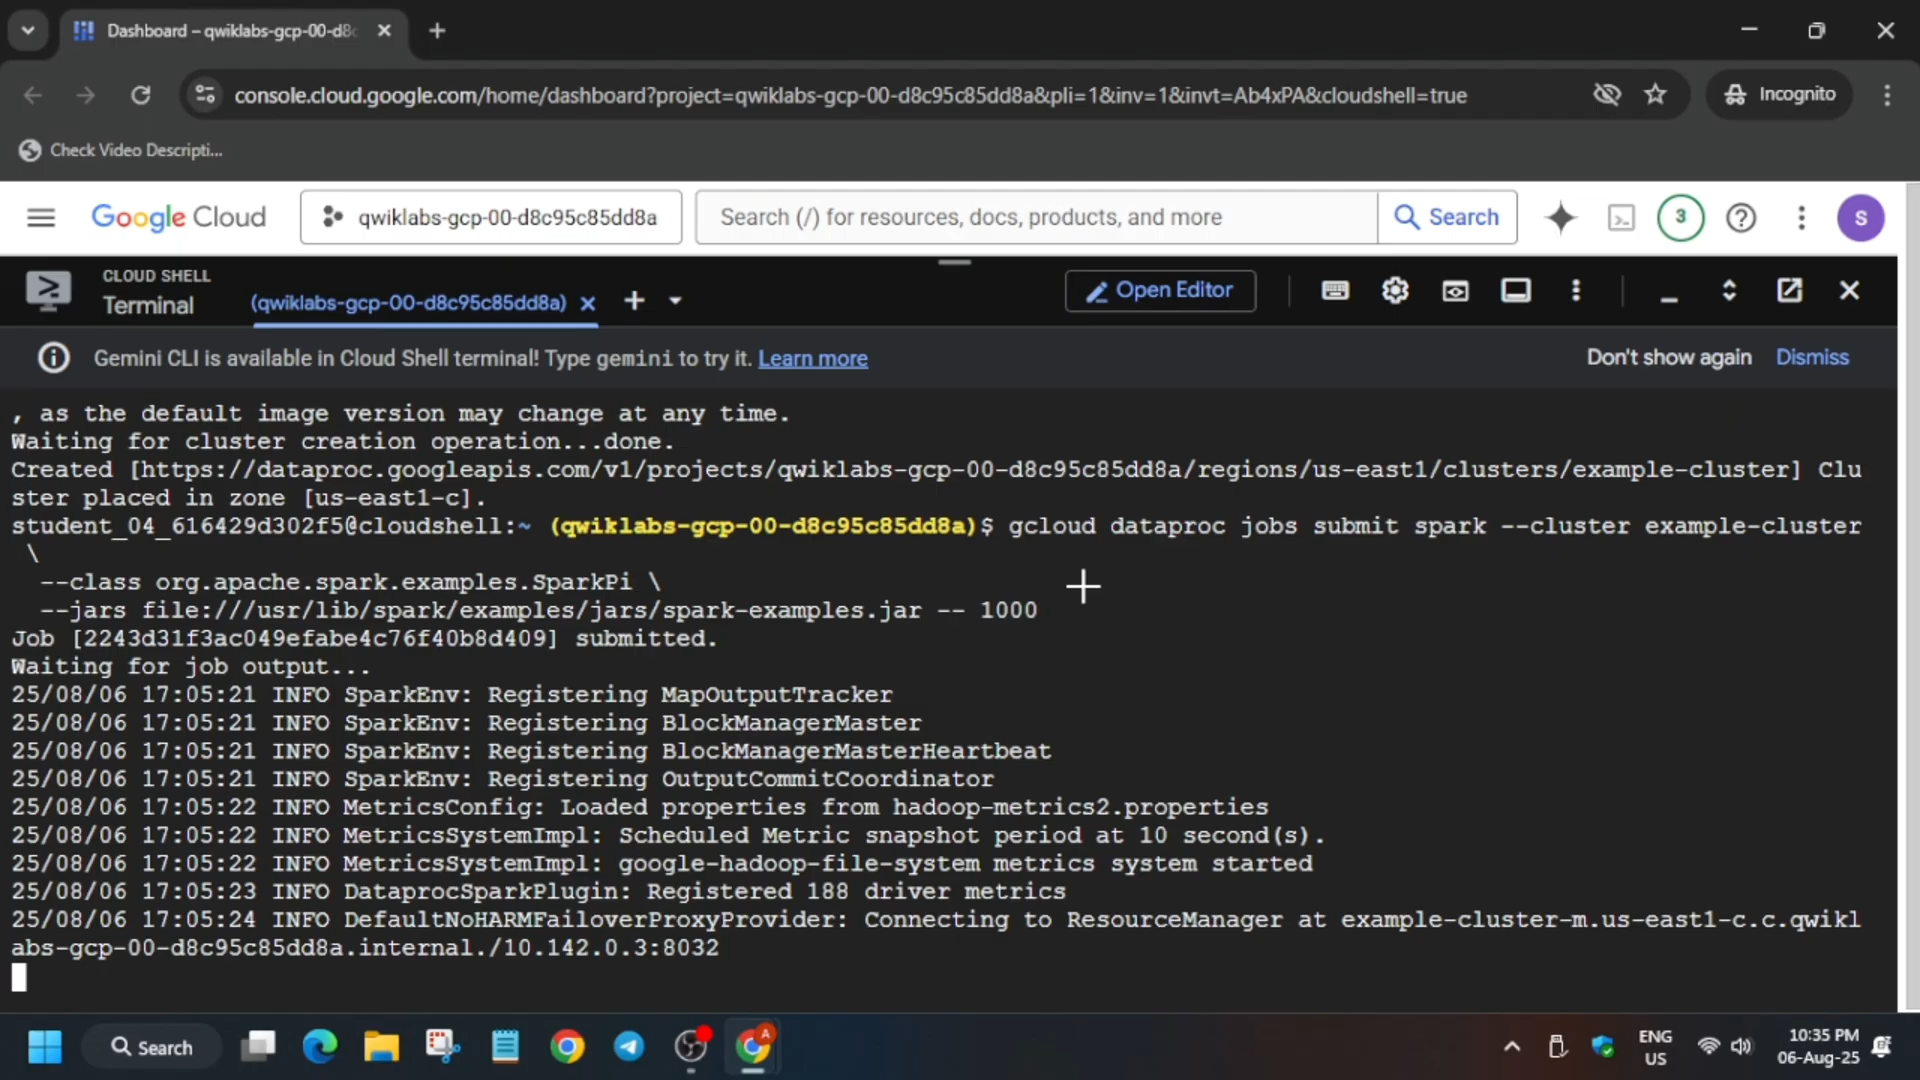 Dashboard – qwiklabs-gcp-00-d8c
console.cloud.google.com/home/dashboard?project=qwiklabs-gcp-00-d8c95c85dd8a&pli=1&inv=1&invt=Ab4xPA&cloudshell=true
Incognito
Check Video Descripti...
Google Cloud
qwiklabs-gcp-00-d8c95c85dd8a
Search (/) for resources, docs, products, and more
Search
3
S
CLOUD SHELL
Terminal
(qwiklabs-gcp-00-d8c95c85dd8a)
Open Editor
Gemini CLI is available in Cloud Shell terminal! Type gemini to try it. Learn more
Don't show again
Dismiss
, as the default image version may change at any time.
Waiting for cluster creation operation...done.
Created [https://dataproc.googleapis.com/v1/projects/qwiklabs-gcp-00-d8c95c85dd8a/regions/us-east1/clusters/example-cluster] Clu
ster placed in zone [us-east1-c].
student_04_616429d302f5@cloudshell:~ (qwiklabs-gcp-00-d8c95c85dd8a)$ gcloud dataproc jobs submit spark --cluster example-cluster
\
--class org.apache.spark.examples.SparkPi \
--jars file:///usr/lib/spark/examples/jars/spark-examples.jar -- 1000
Job [2243d31f3ac049efabe4c76f40b8d409] submitted.
Waiting for job output...
25/08/06 17:05:21 INFO SparkEnv: Registering MapOutputTracker
25/08/06 17:05:21 INFO SparkEnv: Registering BlockManagerMaster
25/08/06 17:05:21 INFO SparkEnv: Registering BlockManagerMasterHeartbeat
25/08/06 17:05:21 INFO SparkEnv: Registering OutputCommitCoordinator
25/08/06 17:05:22 INFO MetricsConfig: Loaded properties from hadoop-metrics2.properties
25/08/06 17:05:22 INFO MetricsSystemImpl: Scheduled Metric snapshot period at 10 second(s).
25/08/06 17:05:22 INFO MetricsSystemImpl: google-hadoop-file-system metrics system started
25/08/06 17:05:23 INFO DataprocSparkPlugin: Registered 188 driver metrics
25/08/06 17:05:24 INFO DefaultNoHARMFailoverProxyProvider: Connecting to ResourceManager at example-cluster-m.us-east1-c.c.qwikl
abs-gcp-00-d8c95c85dd8a.internal./10.142.0.3:8032
Search
A
ENG
US
10:35 PM
06-Aug-25